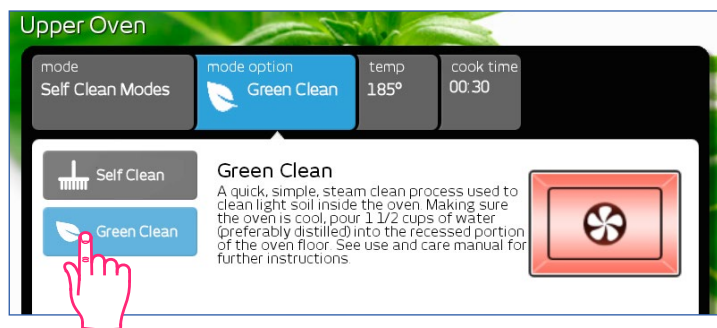 Upper Oven
mode
Self Clean Modes
mode option
Green Clean
temp
185°
cook time
00:30
Self Clean
Green Clean
Green Clean
A quick, simple, steam clean process used to
clean light soil inside the oven. Making sure
the oven is cool, pour 1 1/2 cups of water
(preferably distilled) into the recessed portion
of the oven floor. See use and care manual for
further instructions